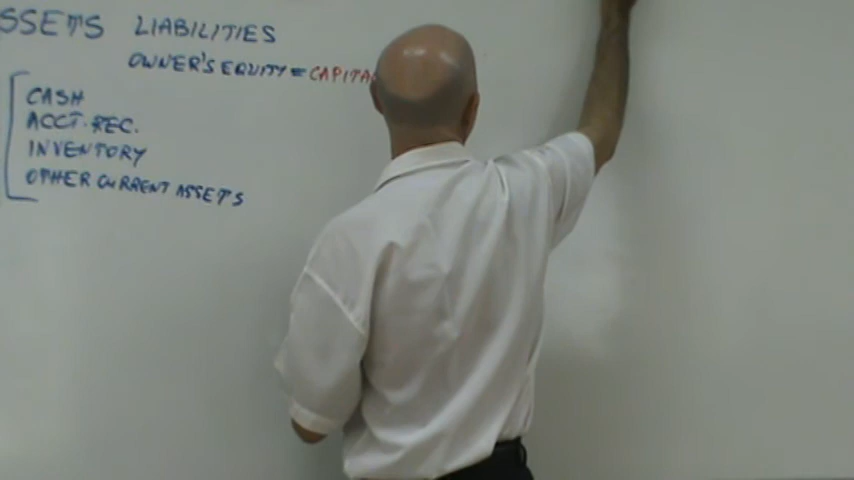 SSETS LIABILITIES
OWNER'S EQUITY = CAPITA
CASH
ACCT. REC.
INVENTORY
OTHER CURRENT ASSETS